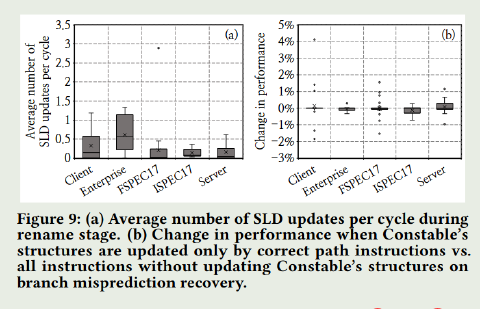 3.5
3
2.5
2
1.5
1
0.5
0
Average number of
SLD updates per cycle
(a)
Client
Enterprise
FSPEC17
ISPEC17
Server
5%
4%
3%
2%
1%
0%
−1%
−2%
−3%
Change in performance
(b)
Client
Enterprise
FSPEC17
ISPEC17
Server
Figure 9: (a) Average number of SLD updates per cycle during
rename stage. (b) Change in performance when Constable's
structures are updated only by correct path instructions vs.
all instructions without updating Constable's structures on
branch misprediction recovery.